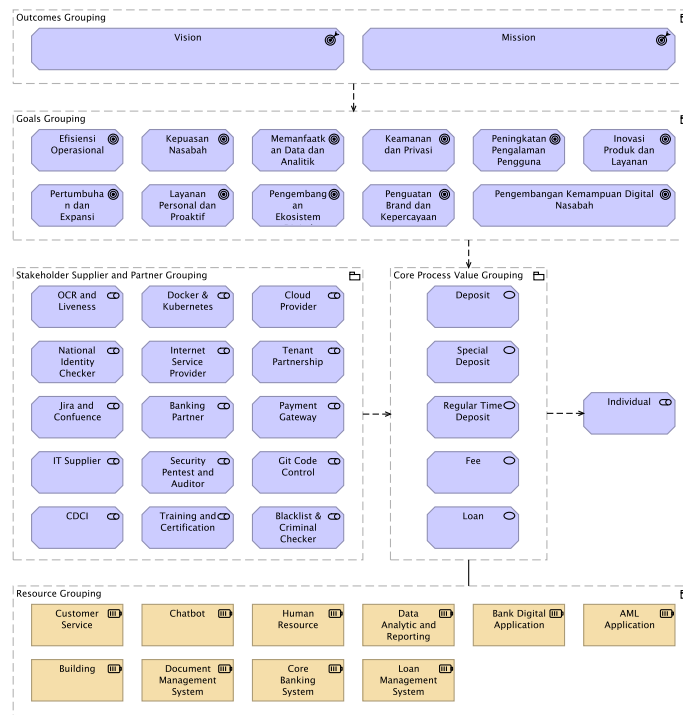 Outcomes Grouping
Vision
Mission
Goals Grouping
Efisiensi
Operasional
Kepuasan
Nasabah
Memanfaatk
an Data dan
Analitik
Keamanan
dan Privasi
Peningkatan
Pengalaman
Pengguna
Inovasi
Produk dan
Layanan
Pertumbuha
n dan
Expansi
Layanan
Personal dan
Proaktif
Pengembang
an
Ekosistem
Penguatan
Brand dan
Kepercayaan
Pengembangan Kemampuan Digital
Nasabah
Stakeholder Supplier and Partner Grouping
OCR and
Liveness
Docker &
Kubernetes
Cloud
Provider
National
Identity
Checker
Internet
Service
Provider
Tenant
Partnership
Jira and
Confuence
Banking
Partner
Payment
Gateway
IT Supplier
Security
Pentest and
Auditor
Git Code
Control
CDCI
Training and
Certification
Blacklist &
Criminal
Checker
Core Process Value Grouping
Deposit
Special
Deposit
Regular Time
Deposit
Fee
Loan
Individual
Resource Grouping
Customer
Service
Chatbot
Human
Resource
Data
Analytic and
Reporting
Bank Digital
Application
AML
Application
Building
Document
Management
System
Core
Banking
System
Loan
Management
System